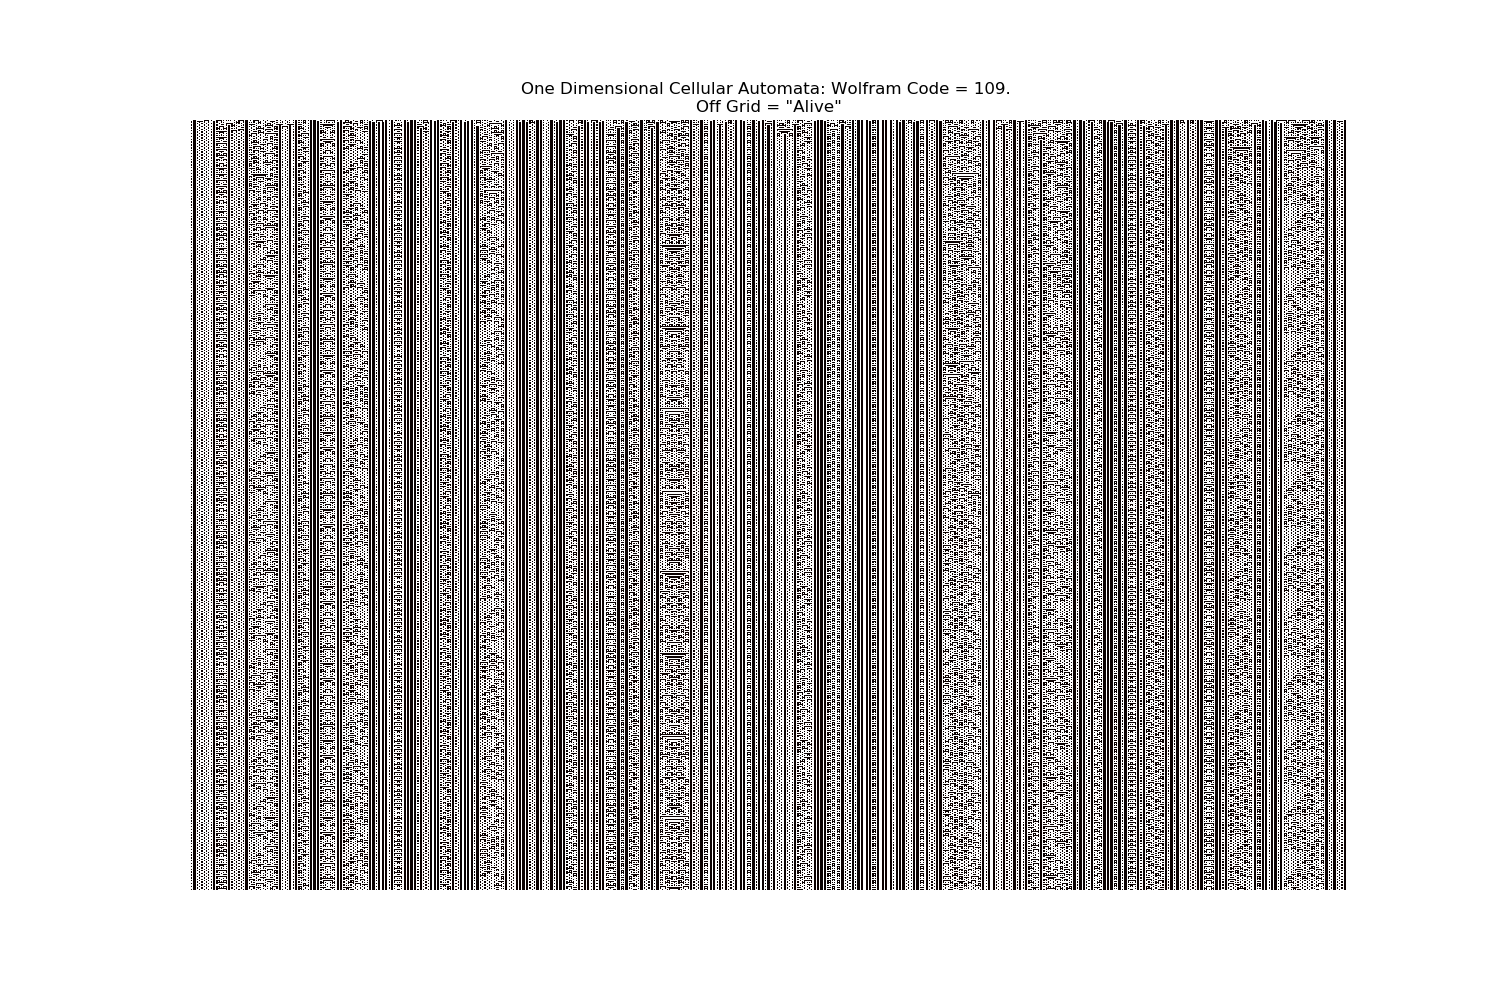 One Dimensional Cellular Automata: Wolfram Code = 109.
Off Grid = "Alive"